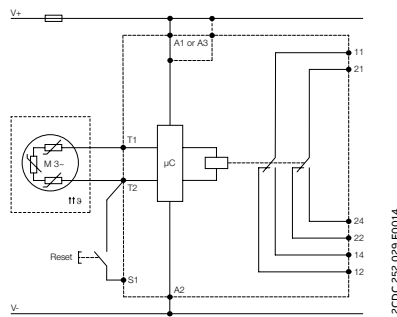 V+
A1 or A3
11
21
T1
M 3~
µC
T2
ϑ
24
22
Reset
14
S1
12
A2
V-
2CDC 252 029 F0014